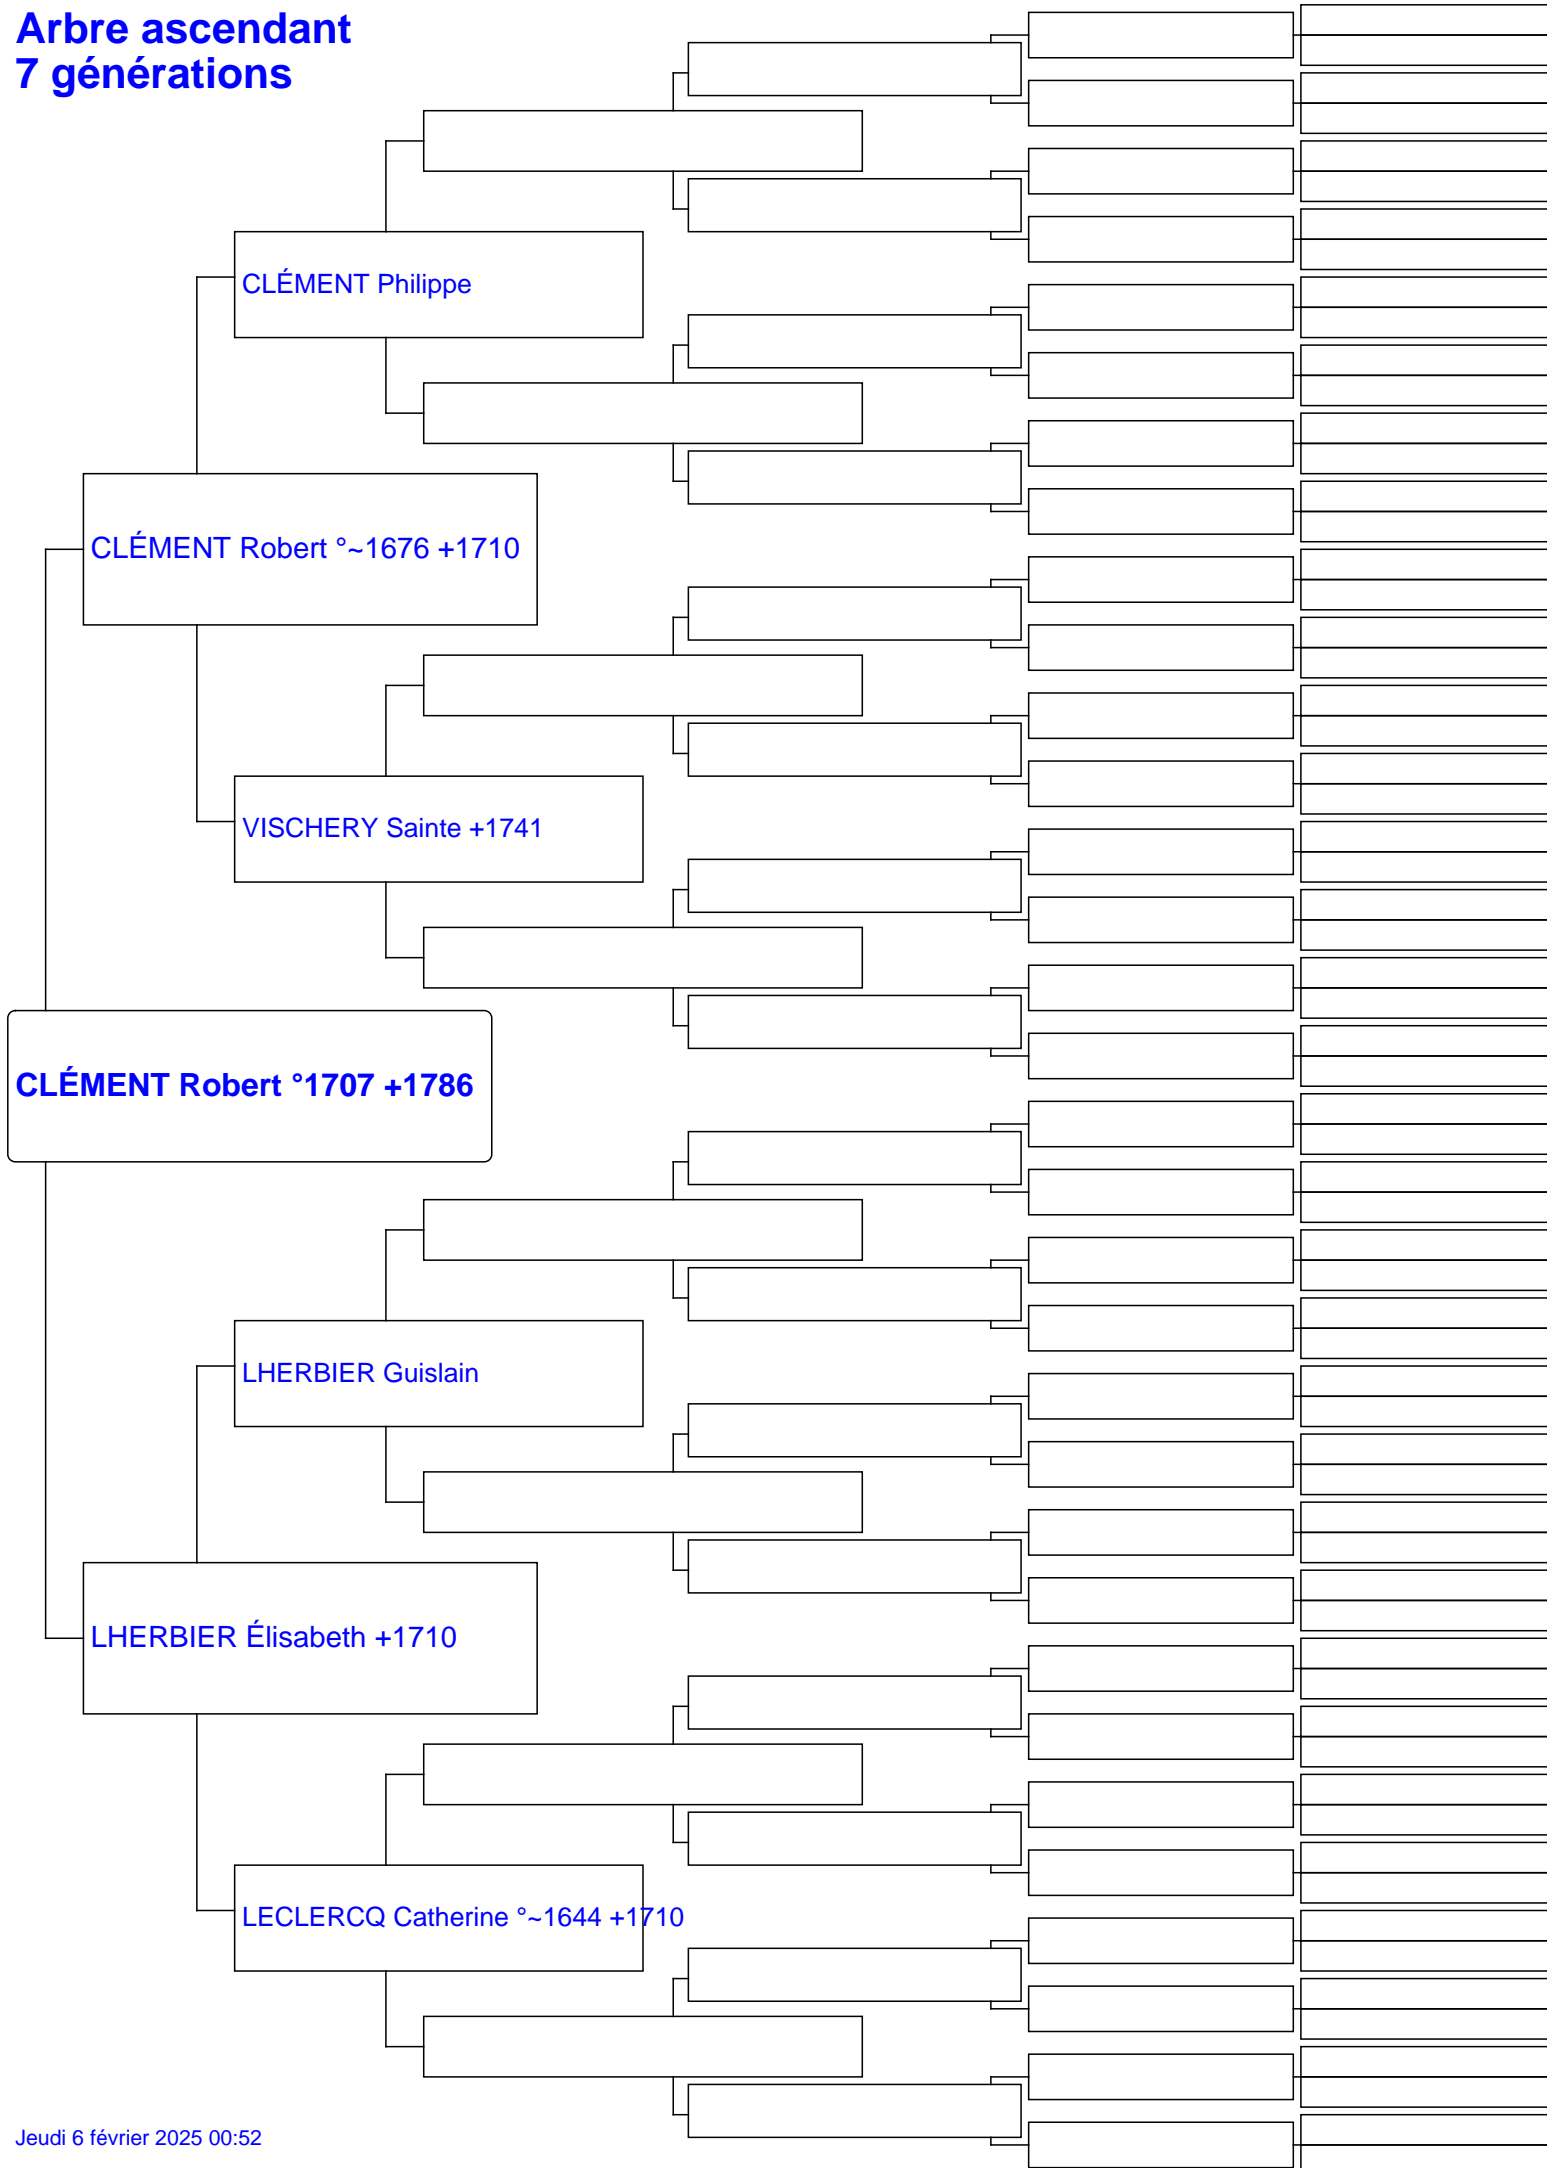 Arbre ascendant
7 générations
CLÉMENT Philippe
CLÉMENT Robert °~1676 +1710
VISCHERY Sainte +1741
CLÉMENT Robert °1707 +1786
LHERBIER Guislain
LHERBIER Élisabeth +1710
LECLERCQ Catherine °~1644 +1710
Jeudi 6 février 2025 00:52